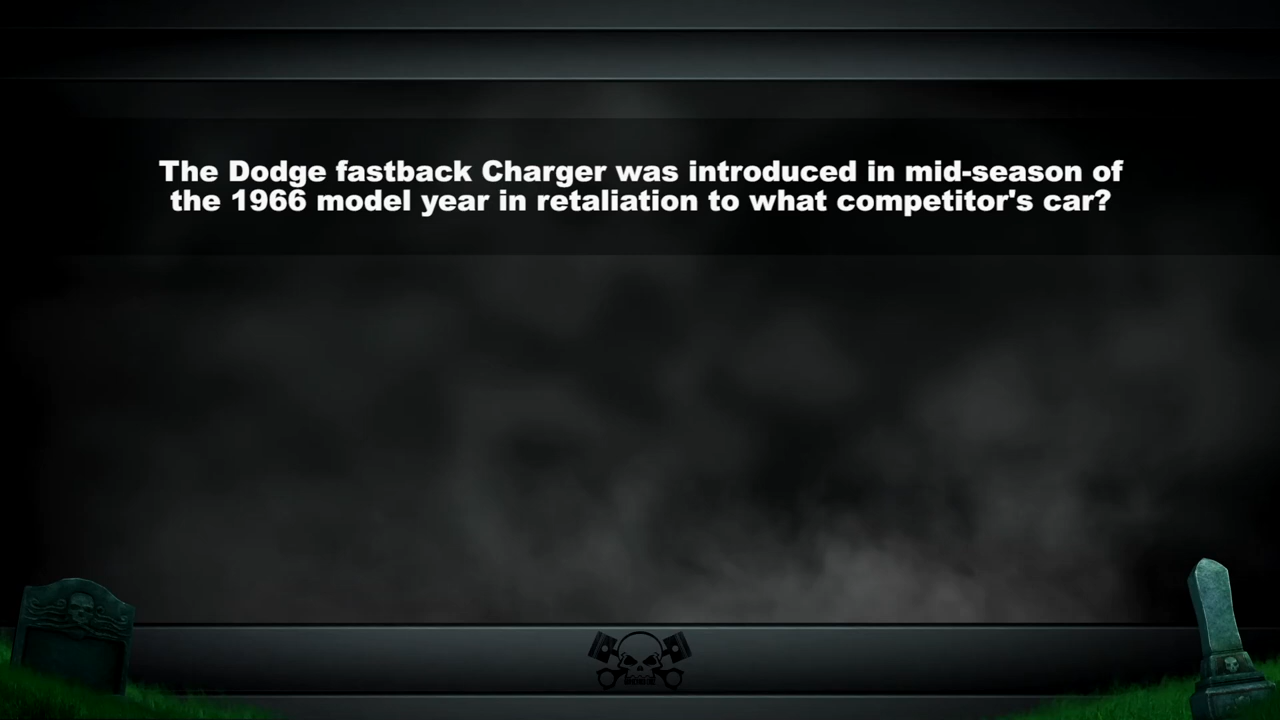 The Dodge fastback Charger was introduced in mid-season of
the 1966 model year in retaliation to what competitor's car?